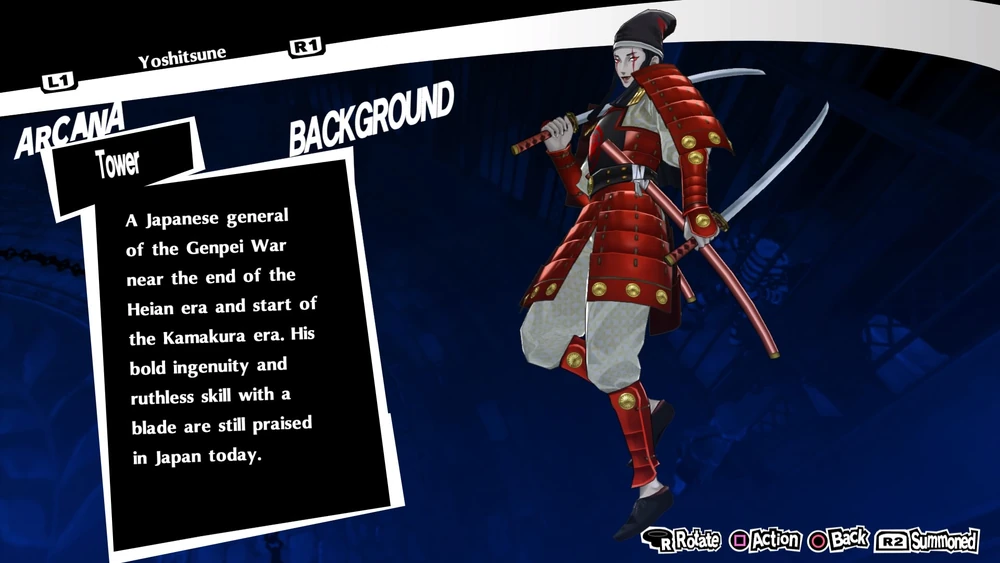 Yoshitsune
L1
R1
ARCANA
Tower
BACKGROUND
A Japanese general
of the Genpei War
near the end of the
Heian era and start of
the Kamakura era. His
bold ingenuity and
ruthless skill with a
blade are still praised
in Japan today.
R Rotate
Action
Back
R2 Summoned